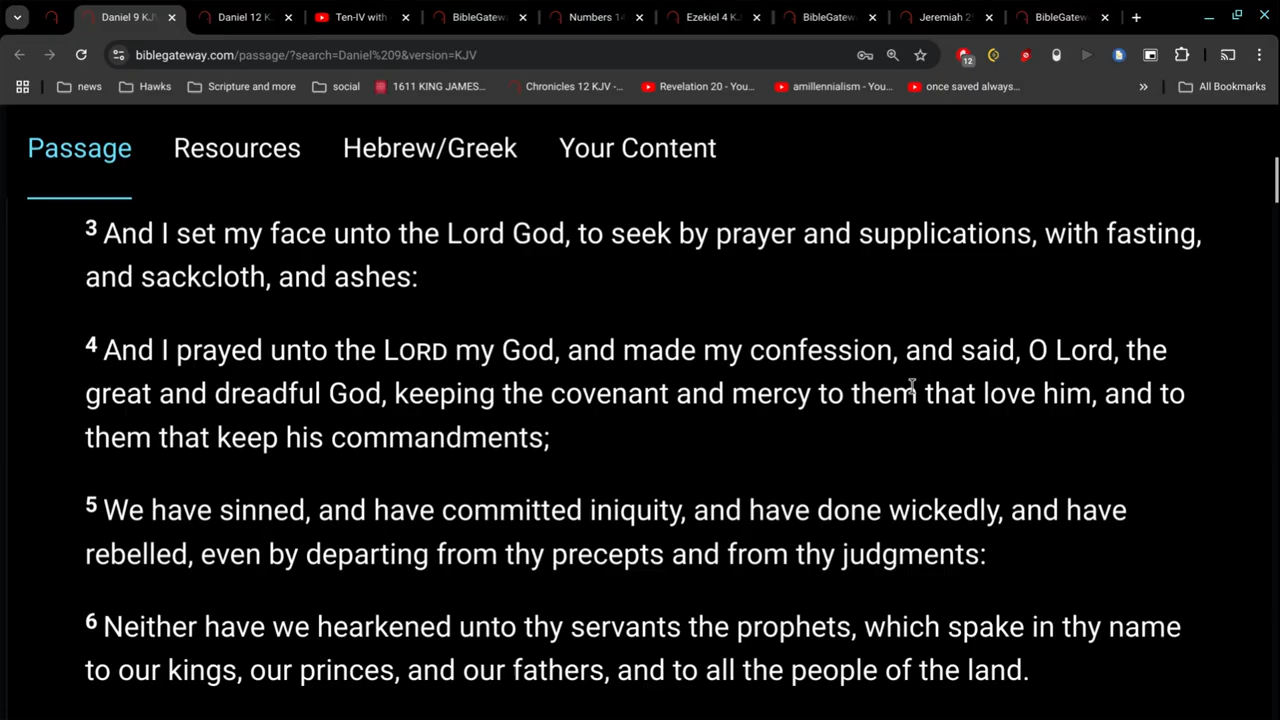 Daniel 9 KJV
Daniel 12 K
Ten-IV with
BibleGatew
Numbers 14
Ezekiel 4 K
BibleGatew
Jeremiah 25
BibleGatew
biblegateway.com/passage/?search=Daniel%209&version=KJV
12
news
Hawks
Scripture and more
social
1611 KING JAMES...
Chronicles 12 KJV -...
Revelation 20 - You...
amillennialism - You...
once saved always...
»
All Bookmarks
Passage
Resources
Hebrew/Greek
Your Content
3 And I set my face unto the Lord God, to seek by prayer and supplications, with fasting,
and sackcloth, and ashes:
4 And I prayed unto the LORD my God, and made my confession, and said, O Lord, the
great and dreadful God, keeping the covenant and mercy to them that love him, and to
them that keep his commandments;
5 We have sinned, and have committed iniquity, and have done wickedly, and have
rebelled, even by departing from thy precepts and from thy judgments:
6 Neither have we hearkened unto thy servants the prophets, which spake in thy name
to our kings, our princes, and our fathers, and to all the people of the land.